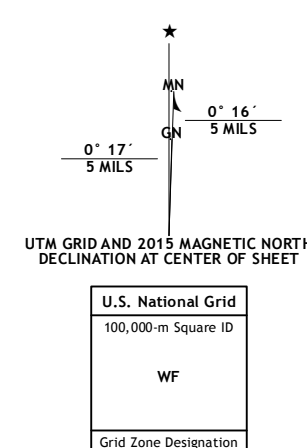 ★
MN
0° 16´
5 MILS
GN
0° 17´
5 MILS
UTM GRID AND 2015 MAGNETIC NORTH
DECLINATION AT CENTER OF SHEET
U.S. National Grid
100,000-m Square ID
WF
Grid Zone Designation